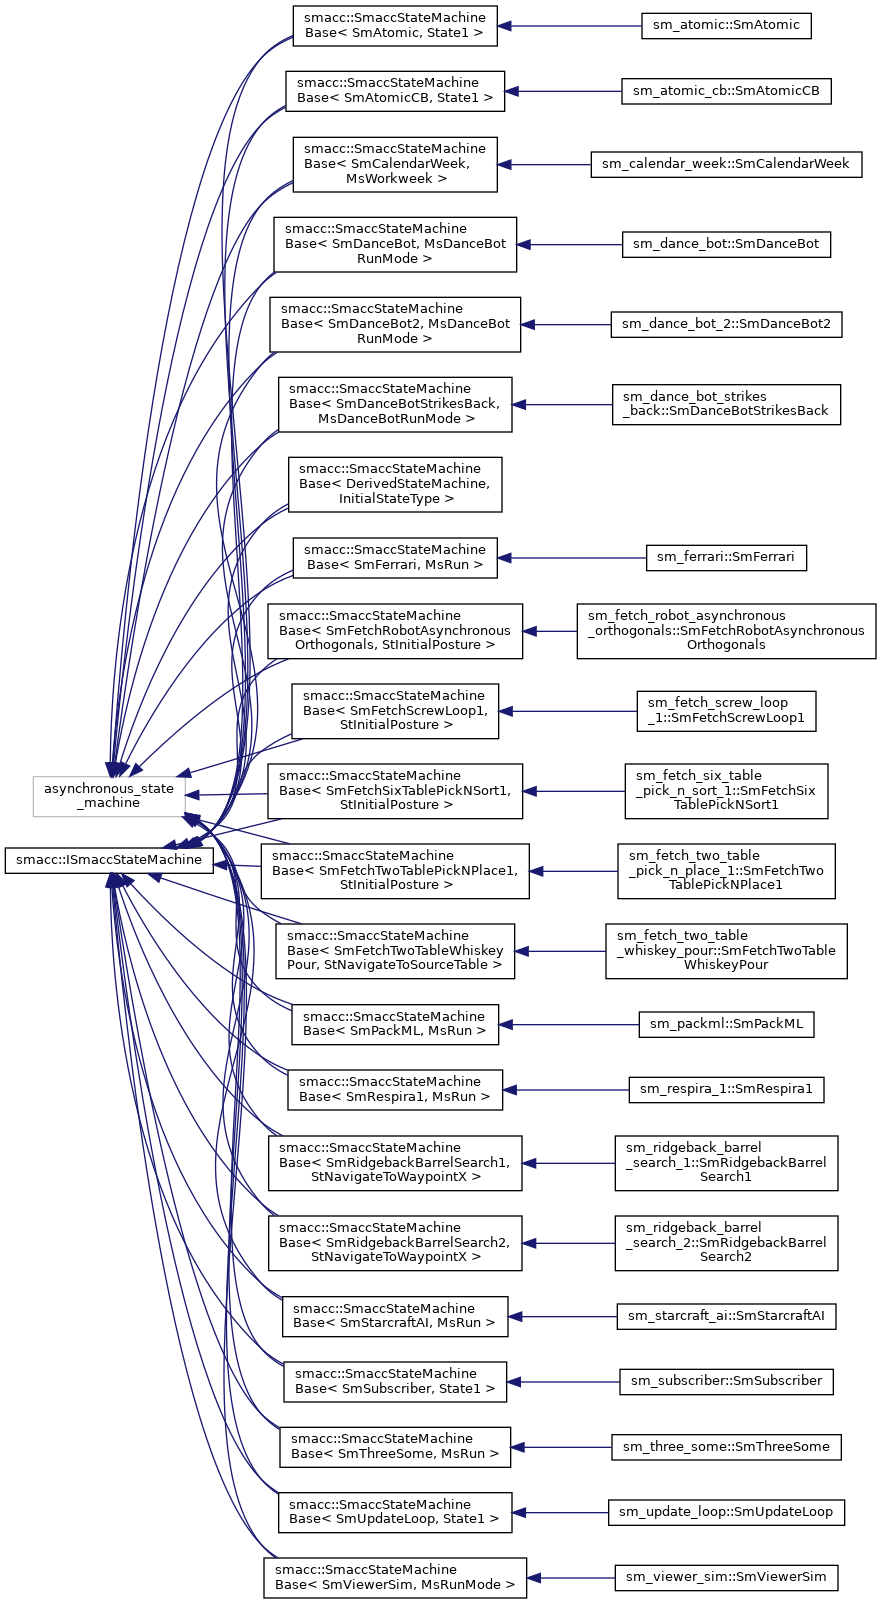 smacc::SmaccStateMachine
Base< SmAtomic, State1 >
sm_atomic::SmAtomic
smacc::SmaccStateMachine
Base< SmAtomicCB, State1 >
sm_atomic_cb::SmAtomicCB
smacc::SmaccStateMachine
Base< SmCalendarWeek,
MsWorkweek >
sm_calendar_week::SmCalendarWeek
smacc::SmaccStateMachine
Base< SmDanceBot, MsDanceBot
RunMode >
sm_dance_bot::SmDanceBot
smacc::SmaccStateMachine
Base< SmDanceBot2, MsDanceBot
RunMode >
sm_dance_bot_2::SmDanceBot2
smacc::SmaccStateMachine
Base< SmDanceBotStrikesBack,
MsDanceBotRunMode >
sm_dance_bot_strikes
_back::SmDanceBotStrikesBack
smacc::SmaccStateMachine
Base< DerivedStateMachine,
InitialStateType >
smacc::SmaccStateMachine
Base< SmFerrari, MsRun >
sm_ferrari::SmFerrari
smacc::SmaccStateMachine
Base< SmFetchRobotAsynchronous
Orthogonals, StInitialPosture >
sm_fetch_robot_asynchronous
_orthogonals::SmFetchRobotAsynchronous
Orthogonals
smacc::SmaccStateMachine
Base< SmFetchScrewLoop1,
StInitialPosture >
sm_fetch_screw_loop
_1::SmFetchScrewLoop1
asynchronous_state
_machine
smacc::SmaccStateMachine
Base< SmFetchSixTablePickNSort1,
StInitialPosture >
sm_fetch_six_table
_pick_n_sort_1::SmFetchSix
TablePickNSort1
smacc::ISmaccStateMachine
smacc::SmaccStateMachine
Base< SmFetchTwoTablePickNPlace1,
StInitialPosture >
sm_fetch_two_table
_pick_n_place_1::SmFetchTwo
TablePickNPlace1
smacc::SmaccStateMachine
Base< SmFetchTwoTableWhiskey
Pour, StNavigateToSourceTable >
sm_fetch_two_table
_whiskey_pour::SmFetchTwoTable
WhiskeyPour
smacc::SmaccStateMachine
Base< SmPackML, MsRun >
sm_packml::SmPackML
smacc::SmaccStateMachine
Base< SmRespira1, MsRun >
sm_respira_1::SmRespira1
smacc::SmaccStateMachine
Base< SmRidgebackBarrelSearch1,
StNavigateToWaypointX >
sm_ridgeback_barrel
_search_1::SmRidgebackBarrel
Search1
smacc::SmaccStateMachine
Base< SmRidgebackBarrelSearch2,
StNavigateToWaypointX >
sm_ridgeback_barrel
_search_2::SmRidgebackBarrel
Search2
smacc::SmaccStateMachine
Base< SmStarcraftAI, MsRun >
sm_starcraft_ai::SmStarcraftAI
smacc::SmaccStateMachine
Base< SmSubscriber, State1 >
sm_subscriber::SmSubscriber
smacc::SmaccStateMachine
Base< SmThreeSome, MsRun >
sm_three_some::SmThreeSome
smacc::SmaccStateMachine
Base< SmUpdateLoop, State1 >
sm_update_loop::SmUpdateLoop
smacc::SmaccStateMachine
Base< SmViewerSim, MsRunMode >
sm_viewer_sim::SmViewerSim